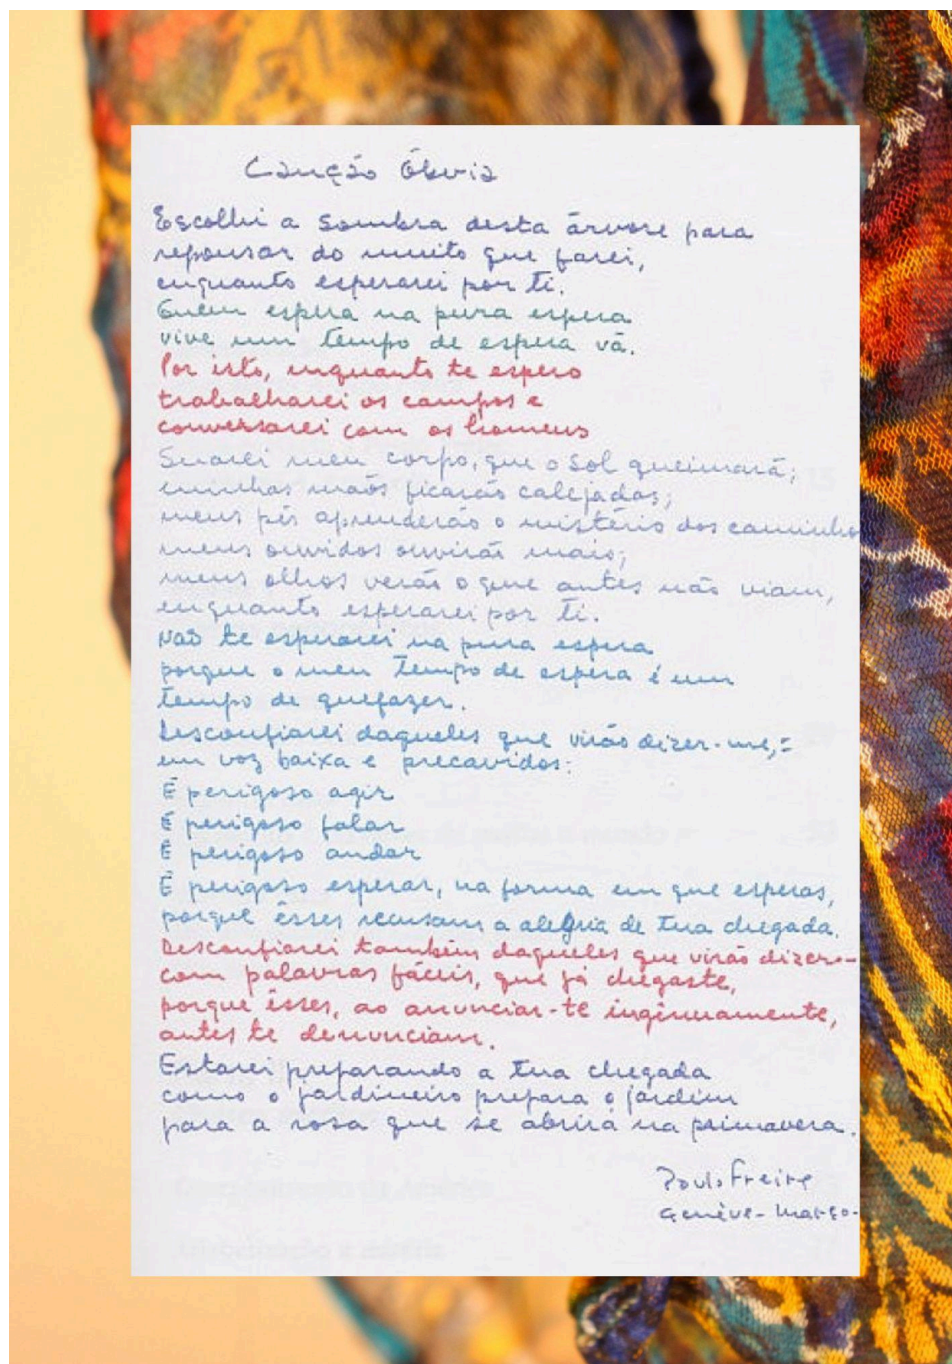 Canção Óbvia
Escolhi a sombra desta árvore para
repousar do muito que farei,
enquanto esperarei por ti.
Quem espera na pura espera
vive um tempo de espera vã.
Por isto, enquanto te espero
trabalharei os campos e
conversarei com os homens
Suarei meu corpo, que o sol queimará;
minhas mãos ficarão calejadas;
meus pés aprenderão o mistério dos caminhos
meus ouvidos ouvirão mais;
meus olhos verão o que antes não viam,
enquanto esperarei por ti.
Não te esperarei na pura espera
porque o meu tempo de espera é um
tempo de quefazer.
Desconfiarei daqueles que virão dizer-me,:
em voz baixa e precavidos:
É perigoso agir
É perigoso falar
É perigoso andar
É perigoso esperar, na forma em que esperas,
porque êsses recusam a alegria de tua chegada.
Desconfiarei também daqueles que virão dizer-
com palavras fáceis, que já chegaste,
porque êsses, ao anunciar-te ingênuamente,
antes te denunciam.
Estarei preparando a tua chegada
como o jardineiro prepara o jardim
para a rosa que se abrirá na primavera.
Paulo Freire
Genève - Março -